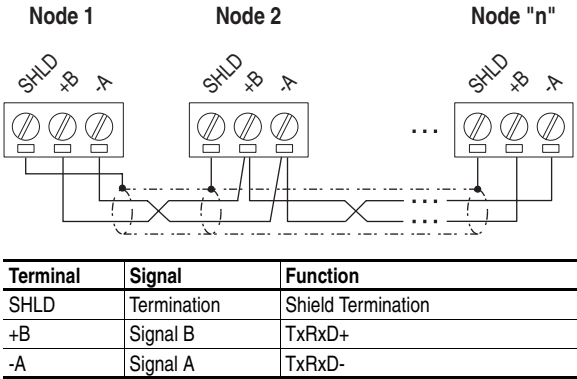 Node 1 Node 2 Node "n"
SHLD +B -A SHLD +B -A SHLD +B -A
...
...
...
Terminal Signal Function
SHLD Termination Shield Termination
+B Signal B TxRxD+
-A Signal A TxRxD-